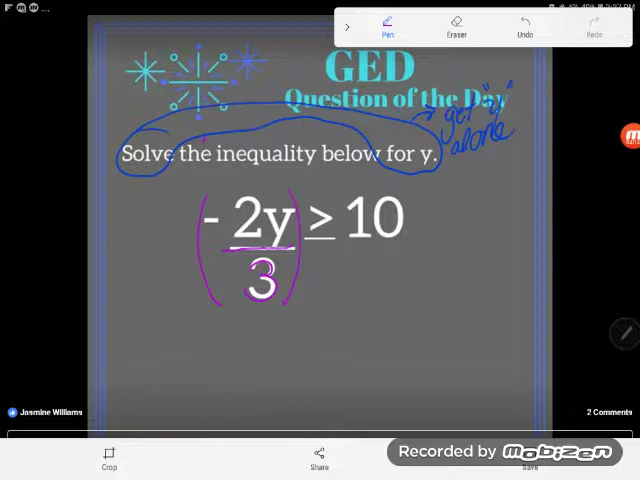 Pen
Eraser
Undo
Redo
GED
Question of the Day
→ get "y"
alone
Solve the inequality below for y.
(- 2y) ≥ 10
3
Jasmine Williams
2 Comments
Recorded by Mobizen
Crop
Share
Save